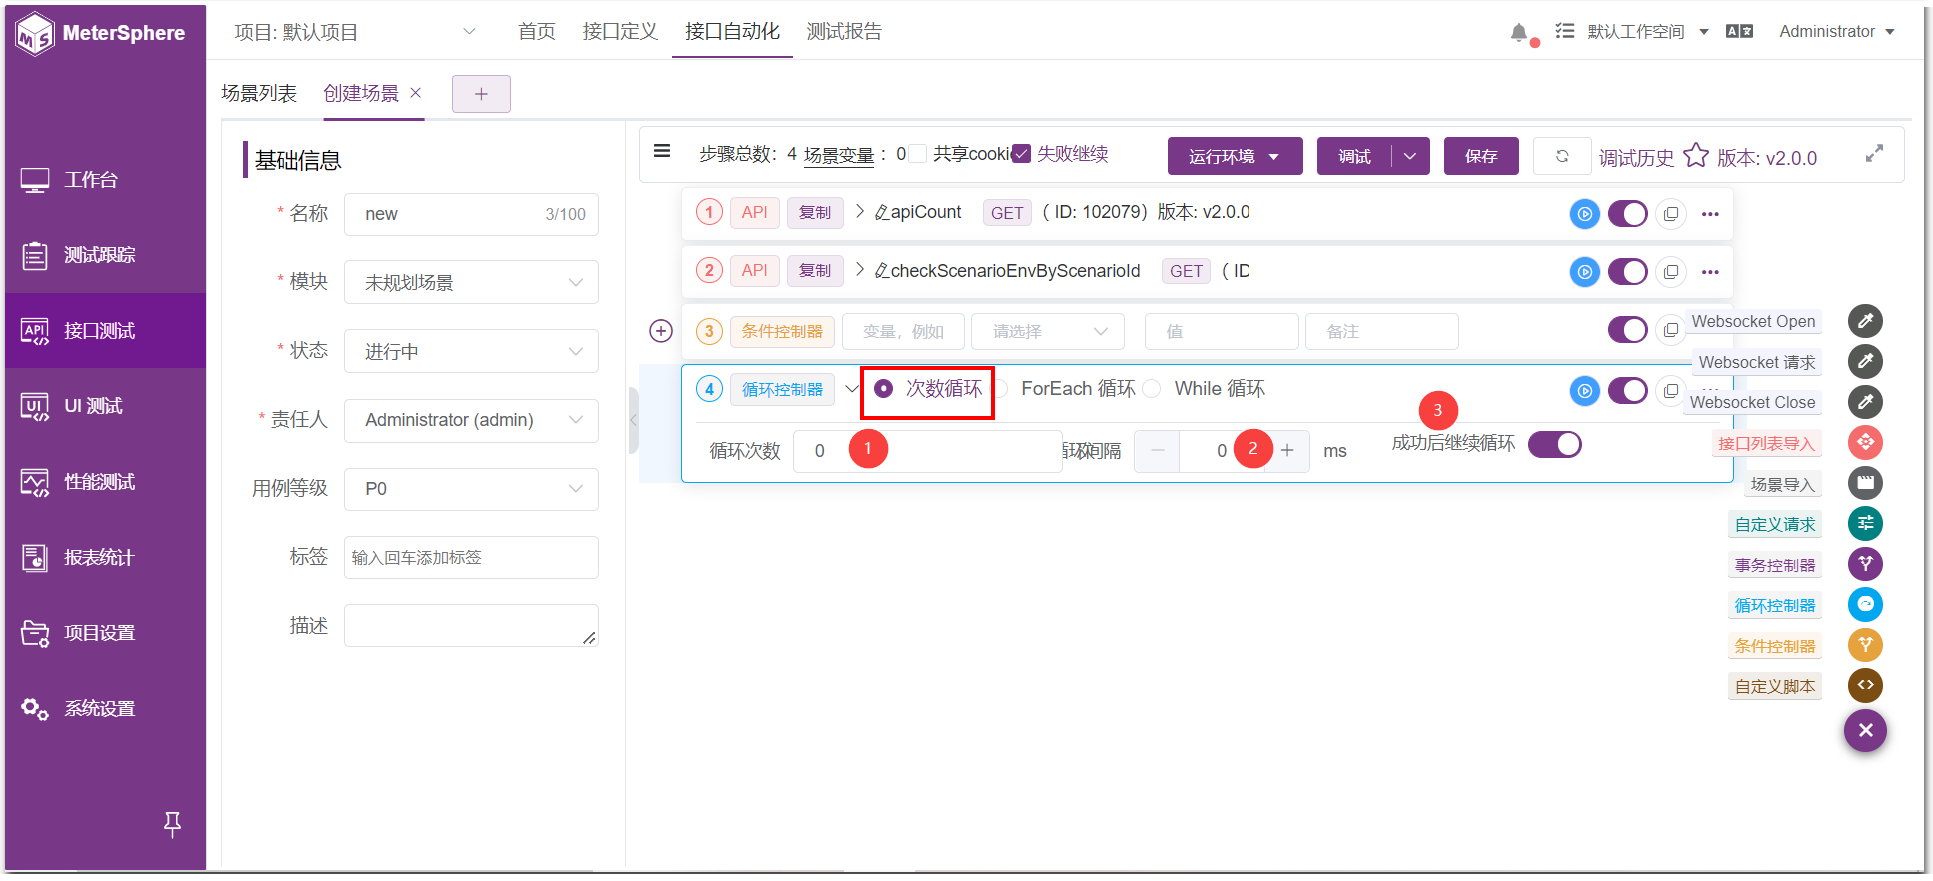 MeterSphere
项目: 默认项目
首页
接口定义
接口自动化
测试报告
默认工作空间
Administrator
场景列表
创建场景
工作台
测试跟踪
接口测试
UI 测试
性能测试
报表统计
项目设置
系统设置
基础信息
* 名称 new 3/100
* 模块 未规划场景
* 状态 进行中
* 责任人 Administrator (admin)
用例等级 P0
标签 输入回车添加标签
描述
步骤总数: 4 场景变量 : 0 共享cooki 失败继续
运行环境
调试
保存
调试历史
版本: v2.0.0
1 API 复制 apiCount GET ( ID: 102079) 版本: v2.0.0
2 API 复制 checkScenarioEnvByScenarioId GET ( ID
3 条件控制器 变量, 例如 请选择 值 备注
4 循环控制器 次数循环 ForEach 循环 While 循环
循环次数 0 1 间隔 0 2 ms
3
成功后继续循环
Websocket Open
Websocket 请求
Websocket Close
接口列表导入
场景导入
自定义请求
事务控制器
循环控制器
条件控制器
自定义脚本